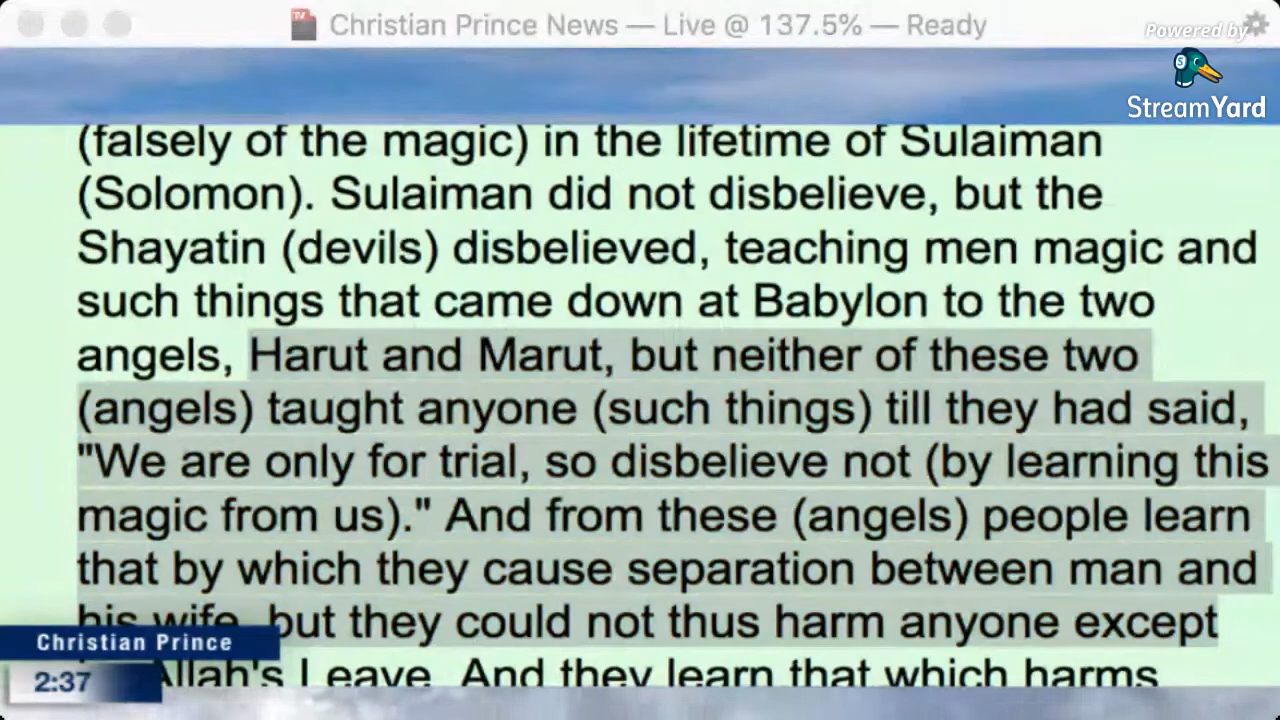 Christian Prince News — Live @ 137.5% — Ready
Powered by
StreamYard
(falsely of the magic) in the lifetime of Sulaiman
(Solomon). Sulaiman did not disbelieve, but the
Shayatin (devils) disbelieved, teaching men magic and
such things that came down at Babylon to the two
angels, Harut and Marut, but neither of these two
(angels) taught anyone (such things) till they had said,
"We are only for trial, so disbelieve not (by learning this
magic from us)." And from these (angels) people learn
that by which they cause separation between man and
his wife, but they could not thus harm anyone except
Allah's Leave. And they learn that which harms
Christian Prince
2:37